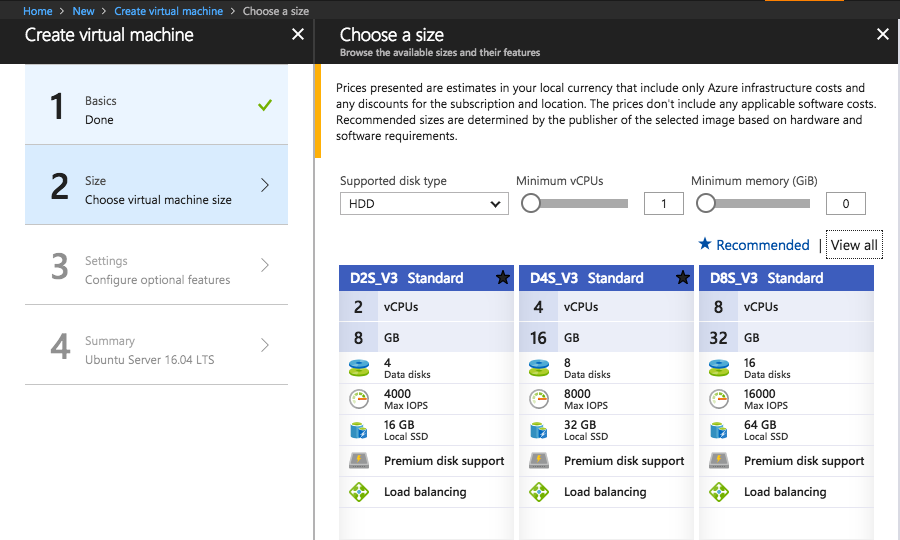 Home > New > Create virtual machine > Choose a size
Create virtual machine
1
Basics
Done
2
Size
Choose virtual machine size
3
Settings
Configure optional features
4
Summary
Ubuntu Server 16.04 LTS
Choose a size
Browse the available sizes and their features
Prices presented are estimates in your local currency that include only Azure infrastructure costs and
any discounts for the subscription and location. The prices don't include any applicable software costs.
Recommended sizes are determined by the publisher of the selected image based on hardware and
software requirements.
Supported disk type
HDD
Minimum vCPUs
1
Minimum memory (GiB)
0
★ Recommended | View all
D2S_V3 Standard
2 vCPUs
8 GB
4
Data disks
4000
Max IOPS
16 GB
Local SSD
Premium disk support
Load balancing
D4S_V3 Standard
4 vCPUs
16 GB
8
Data disks
8000
Max IOPS
32 GB
Local SSD
Premium disk support
Load balancing
D8S_V3 Standard
8 vCPUs
32 GB
16
Data disks
16000
Max IOPS
64 GB
Local SSD
Premium disk support
Load balancing